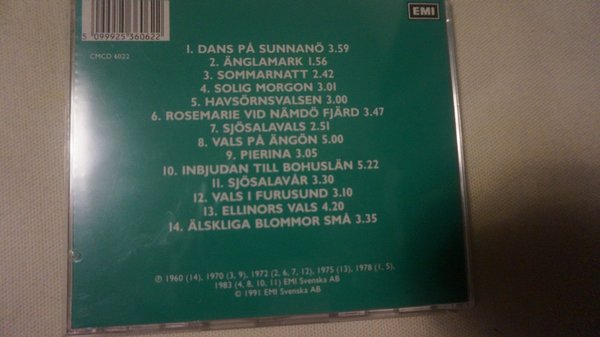 5 099925 360622
EMI
CMCD 6022
1. DANS PÅ SUNNANÖ 3.59
2. ÄNGLAMARK 1.56
3. SOMMARNATT 2.42
4. SOLIG MORGON 3.01
5. HAVSÖRNSVALSEN 3.00
6. ROSEMARIE VID NÄMDÖ FJÄRD 3.47
7. SJÖSALAVALS 2.51
8. VALS PÅ ÄNGÖN 5.00
9. PIERINA 3.05
10. INBJUDAN TILL BOHUSLÄN 5.22
11. SJÖSALAVÅR 3.30
12. VALS I FURUSUND 3.10
13. ELLINORS VALS 4.20
14. ÄLSKLIGA BLOMMOR SMÅ 3.35
℗ 1960 (14), 1970 (3, 9), 1972 (2, 6, 7, 12), 1975 (13), 1978 (1, 5),
1983 (4, 8, 10, 11) EMI Svenska AB
© 1991 EMI Svenska AB